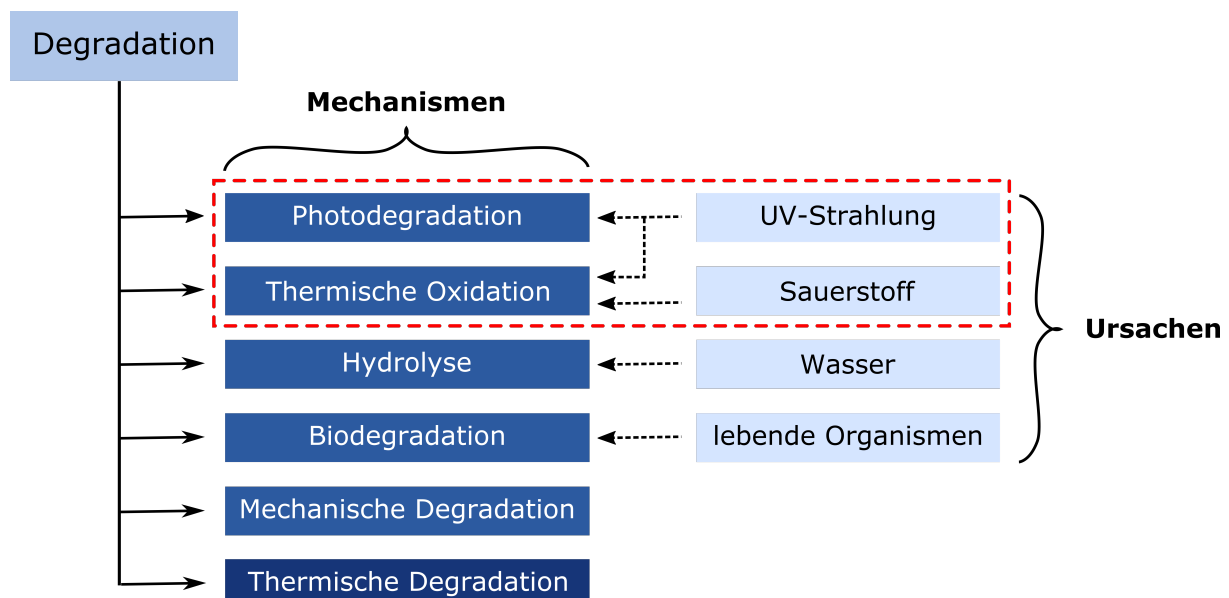 Degradation
Mechanismen
Photodegradation
UV-Strahlung
Thermische Oxidation
Sauerstoff
Ursachen
Hydrolyse
Wasser
Biodegradation
lebende Organismen
Mechanische Degradation
Thermische Degradation